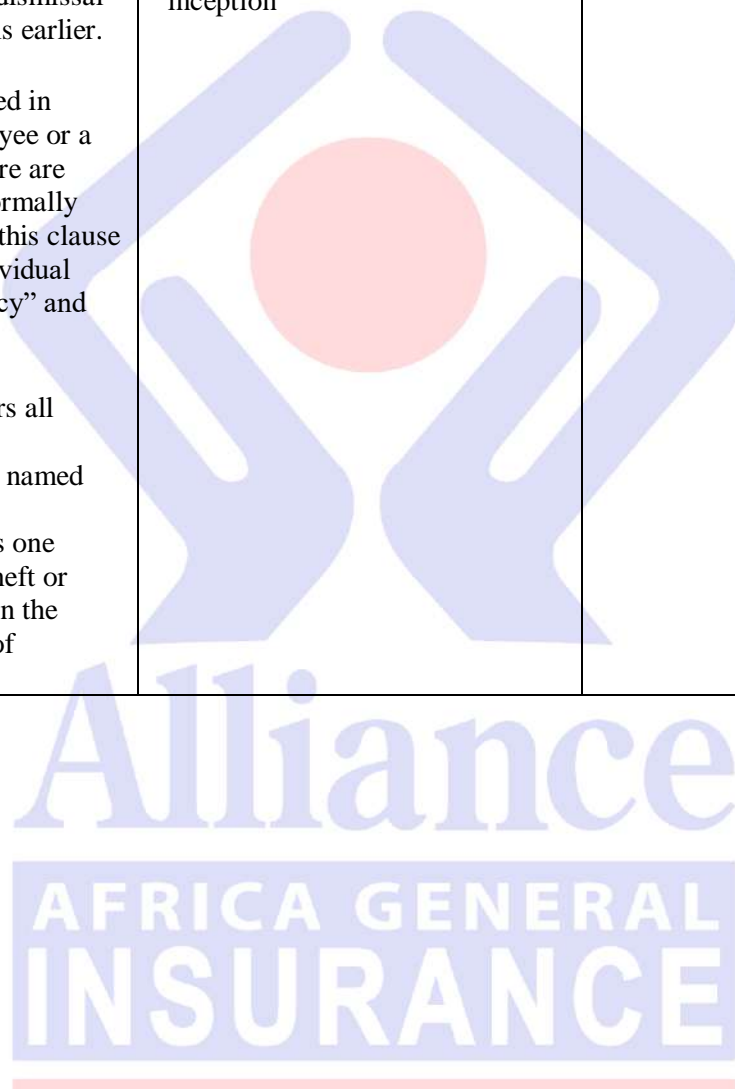 s earlier.
inception
ed in
yee or a
re are
rmally
this clause
vidual
cy” and
rs all
named
s one
heft or
n the
of
Alliance
AFRICA GENERAL
INSURANCE